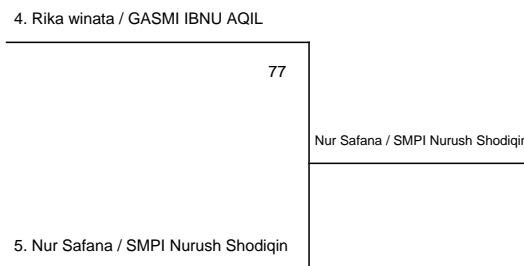 4. Rika winata / GASMI IBNU AQIL
77
Nur Safana / SMPI Nurush Shodiqin
5. Nur Safana / SMPI Nurush Shodiqin